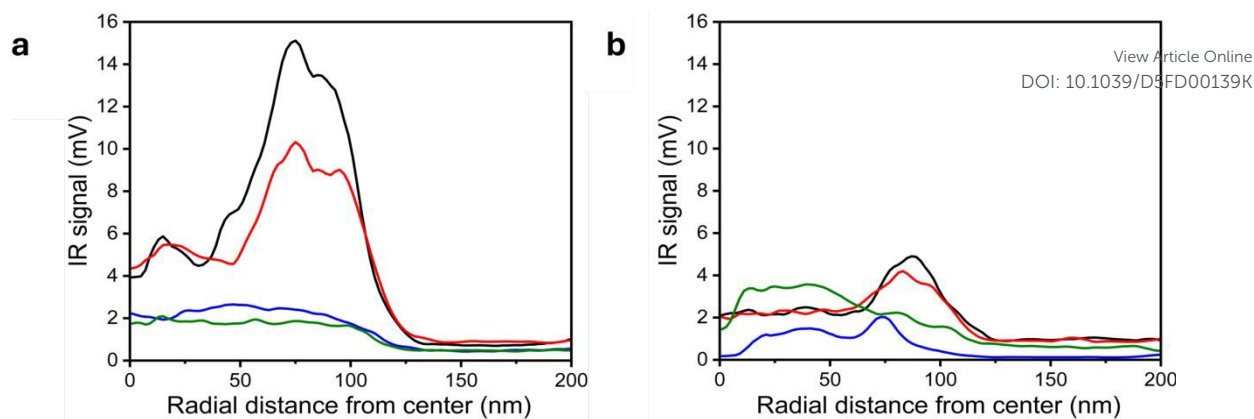 a
16
14
12
10
8
6
4
2
0
IR signal (mV)
0 50 100 150 200
Radial distance from center (nm)
b
View Article Online
DOI: 10.1039/D5FD00139K
16
14
12
10
8
6
4
2
0
IR signal (mV)
0 50 100 150 200
Radial distance from center (nm)